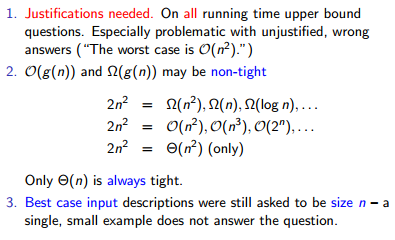 1. Justifications needed. On all running time upper bound
questions. Especially problematic with unjustified, wrong
answers (“The worst case is 𝒪(n²).”)
2. 𝒪(g(n)) and Ω(g(n)) may be non-tight
2n² = Ω(n²), Ω(n), Ω(log n), . . .
2n² = 𝒪(n²), 𝒪(n³), 𝒪(2ⁿ), . . .
2n² = Θ(n²) (only)
Only Θ(n) is always tight.
3. Best case input descriptions were still asked to be size n – a
single, small example does not answer the question.